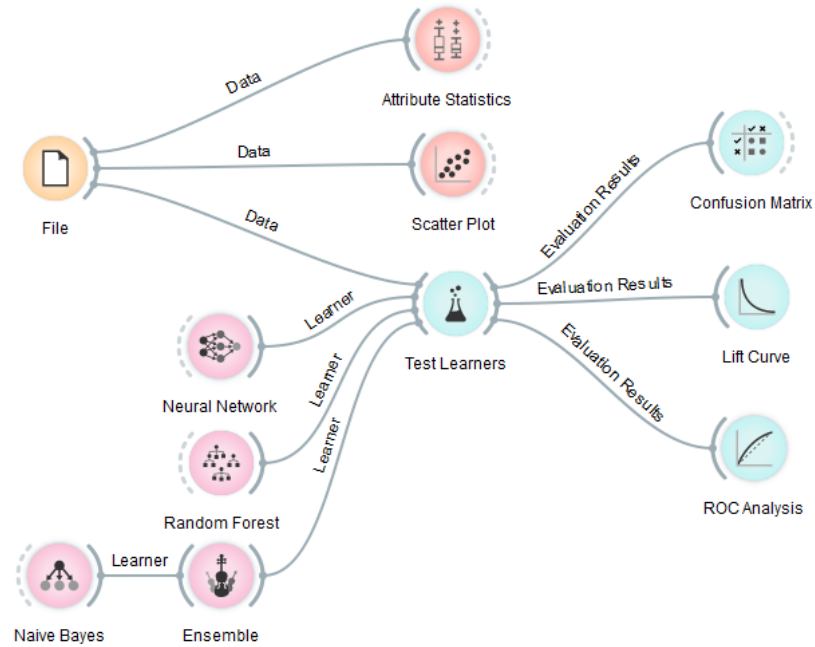 Data
Attribute Statistics
Data
Scatter Plot
File
Data
Evaluation Results
Confusion Matrix
Learner
Test Learners
Evaluation Results
Lift Curve
Neural Network
Learner
Evaluation Results
Random Forest
Learner
ROC Analysis
Naive Bayes
Learner
Ensemble